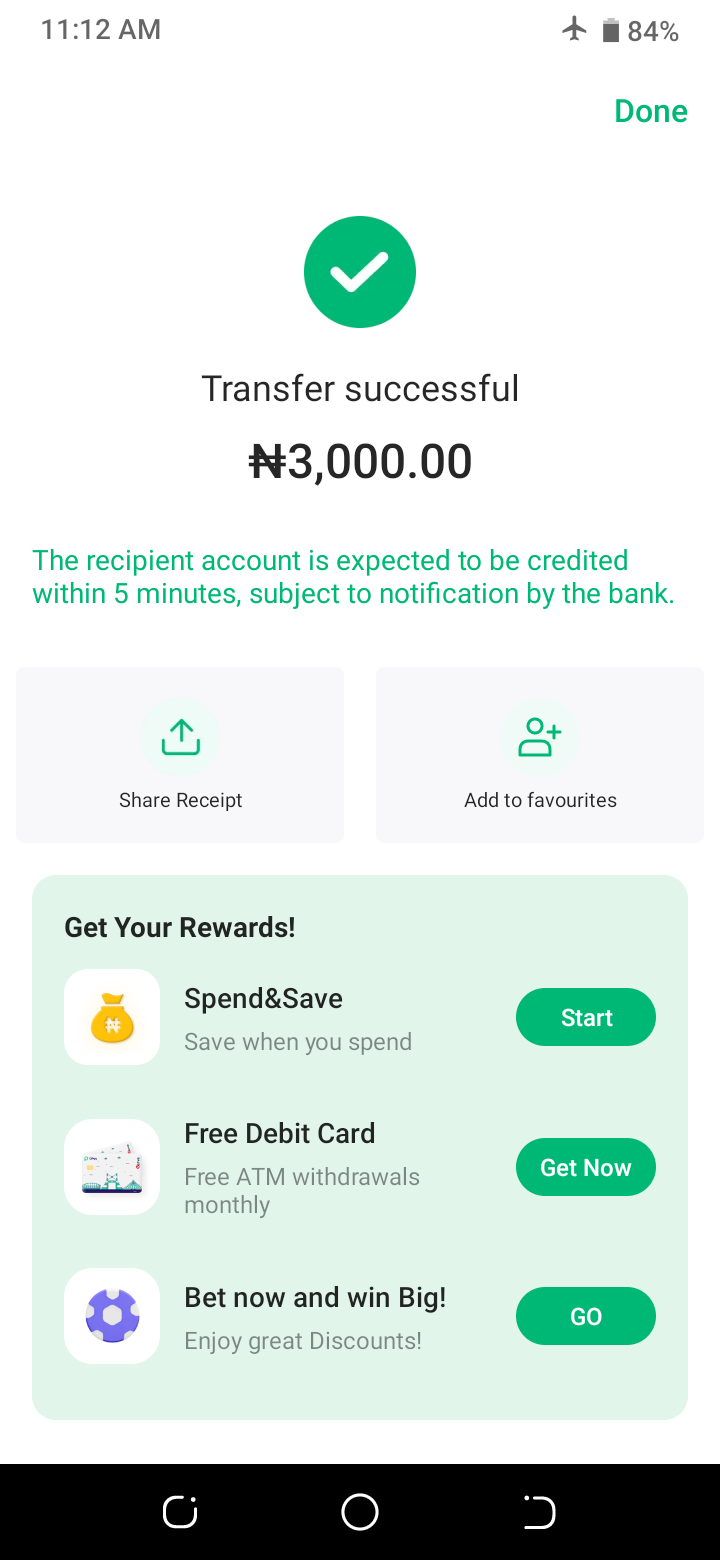 11:12 AM
84%
Done
Transfer successful
₦3,000.00
The recipient account is expected to be credited
within 5 minutes, subject to notification by the bank.
Share Receipt
Add to favourites
Get Your Rewards!
Spend&Save
Save when you spend
Start
Free Debit Card
Free ATM withdrawals
monthly
Get Now
Bet now and win Big!
Enjoy great Discounts!
GO